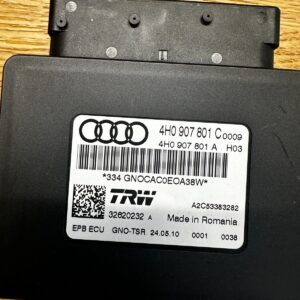 4H0 907 801 C 0009
4H0 907 801 A H03
*334 GNOCAC0EOA38W*
TRW
A2C53383282
32620232 A
Made in Romania
EPB ECU GNO-TSR 24.05.10 0001 0036